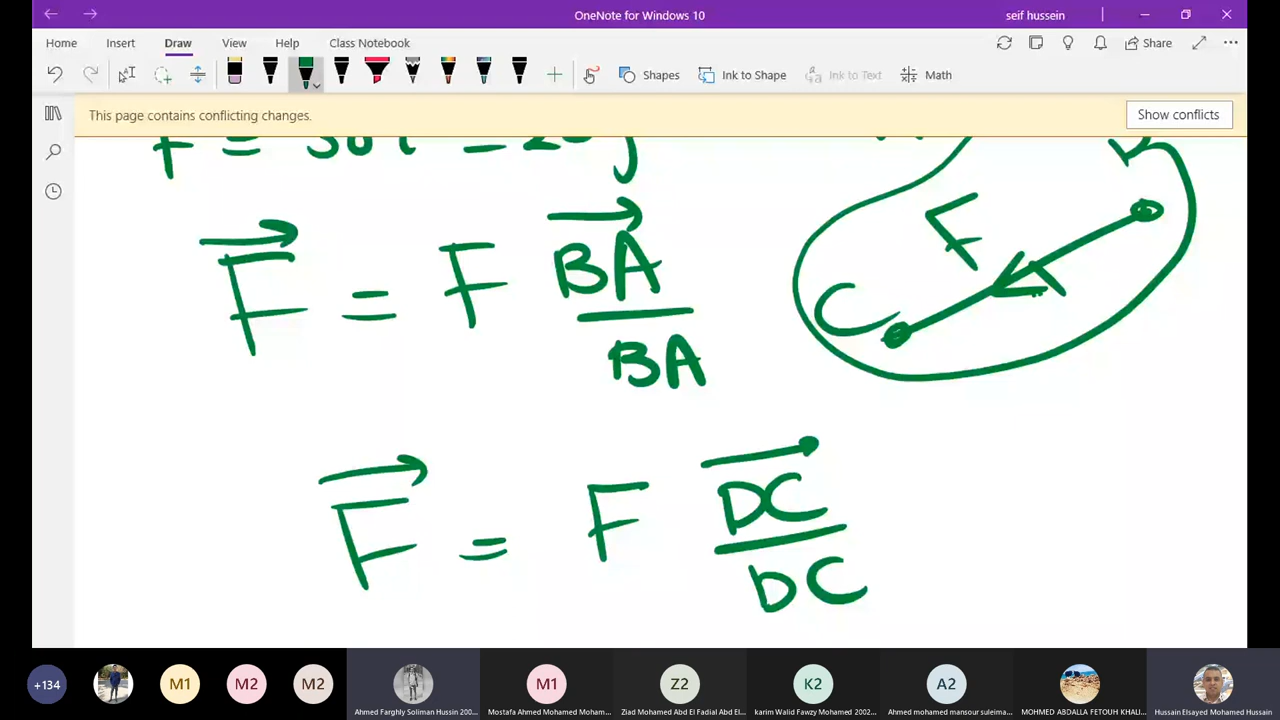 OneNote for Windows 10
seif hussein
Home Insert Draw View Help Class Notebook
Share
Shapes Ink to Shape Ink to Text Math
This page contains conflicting changes.
Show conflicts
F = F BA
BA
F
C
F = F DC
DC
+134 M1 M2 M2 M1 Z2 K2 A2
Ahmed Farghly Soliman Hussin 200...
Mostafa Ahmed Mohamed Moham...
Ziad Mohamed Abd El Fadial Abd El...
karim Walid Fawzy Mohamed 2002...
Ahmed mohamed mansour suleima...
MOHMED ABDALLA FETOUH KHALI...
Hussain Elsayed Mohamed Hussain